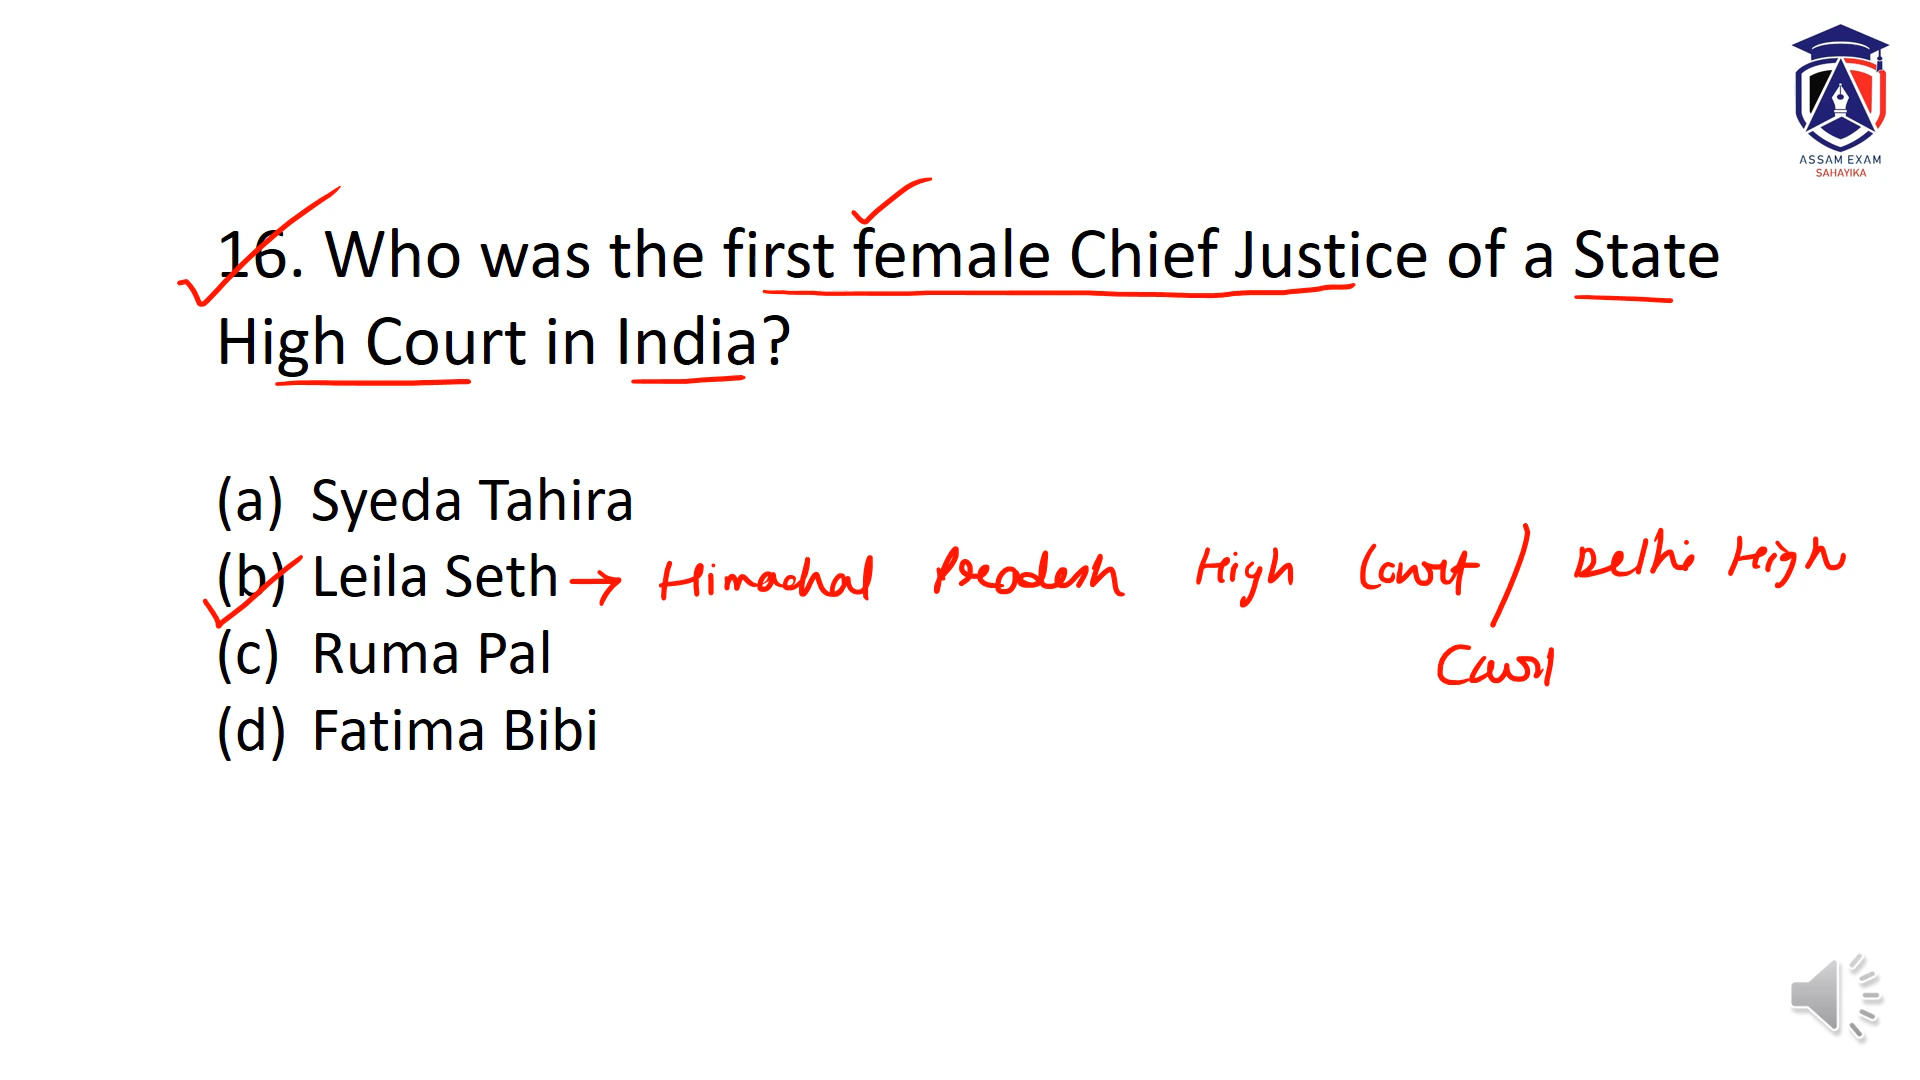 ASSAM EXAM
SAHAYIKA
16. Who was the first female Chief Justice of a State
High Court in India?
(a) Syeda Tahira
(b) Leila Seth → Himachal Pradesh High Court / Delhi High
Court
(c) Ruma Pal
(d) Fatima Bibi